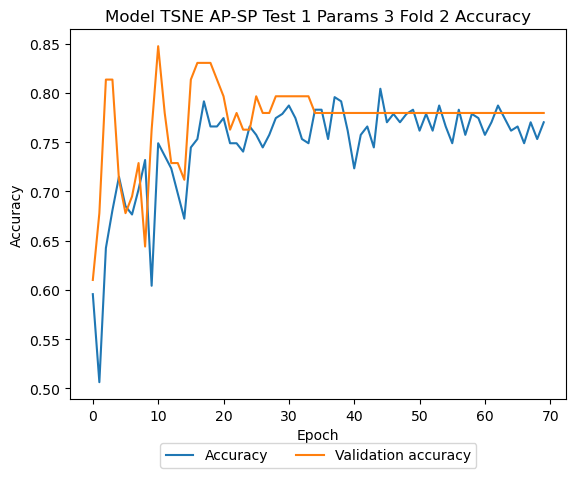 Model TSNE AP-SP Test 1 Params 3 Fold 2 Accuracy
0.85
0.80
0.75
0.70
0.65
0.60
0.55
0.50
Accuracy
0 10 20 30 40 50 60 70
Epoch
Accuracy Validation accuracy